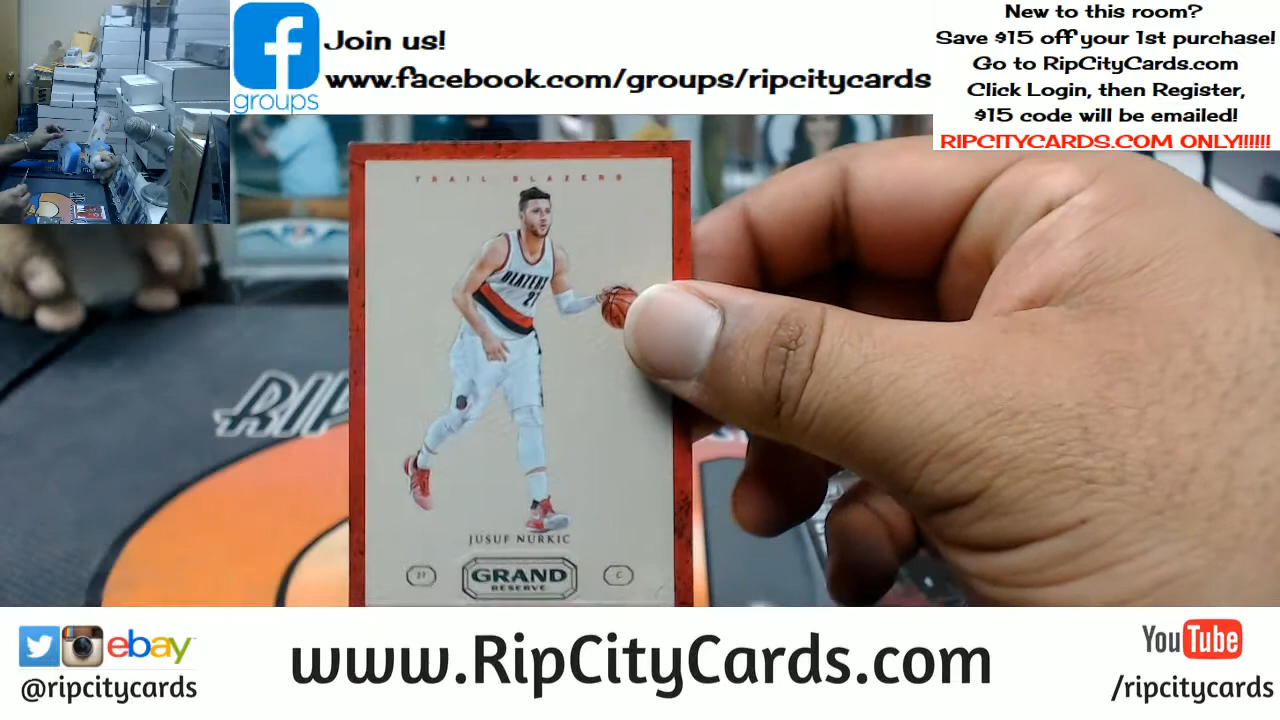 Join us!
www.facebook.com/groups/ripcitycards
groups
New to this room?
Save $15 off your 1st purchase!
Go to RipCityCards.com
Click Login, then Register,
$15 code will be emailed!
RIPCITYCARDS.COM ONLY!!!!!!
TRAIL BLAZERS
BLAZERS
27
RIP
JUSUF NURKIC
27
GRAND
C
RESERVE
ebay
@ripcitycards
www.RipCityCards.com
YouTube
/ripcitycards